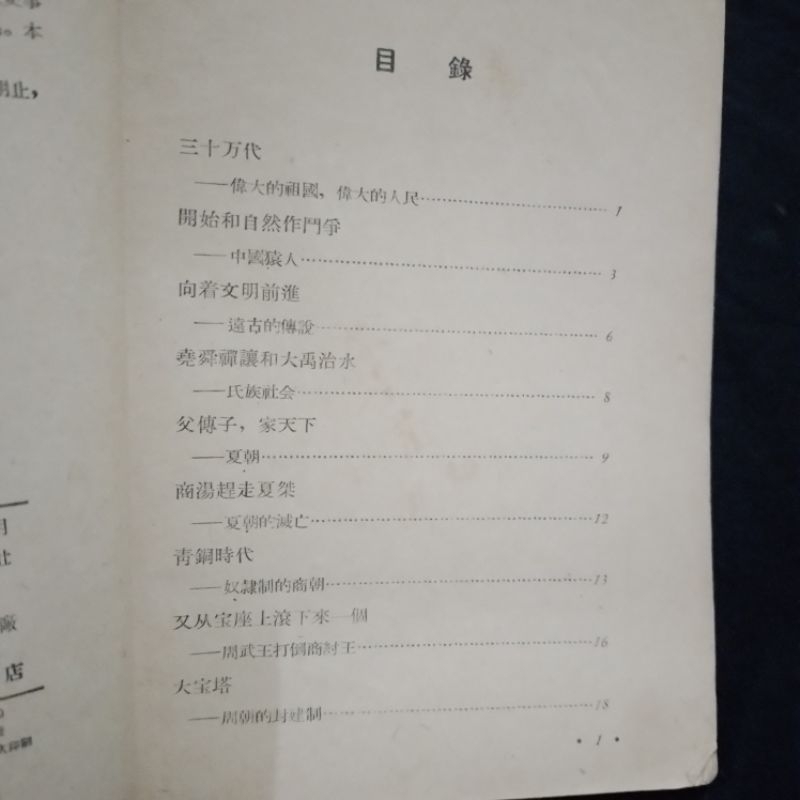 。本
止，
店
目 錄
三十万代
——偉大的祖國，偉大的人民 1
開始和自然作鬥爭
——中國猿人 3
向着文明前進
——遠古的傳說 6
堯舜禪讓和大禹治水
——氏族社会 8
父傳子，家天下
——夏朝 9
商湯趕走夏桀
——夏朝的滅亡 12
青銅時代
——奴隸制的商朝 13
又从宝座上滾下來一個
——周武王打倒商紂王 16
大宝塔
——周朝的封建制 18
• 1 •